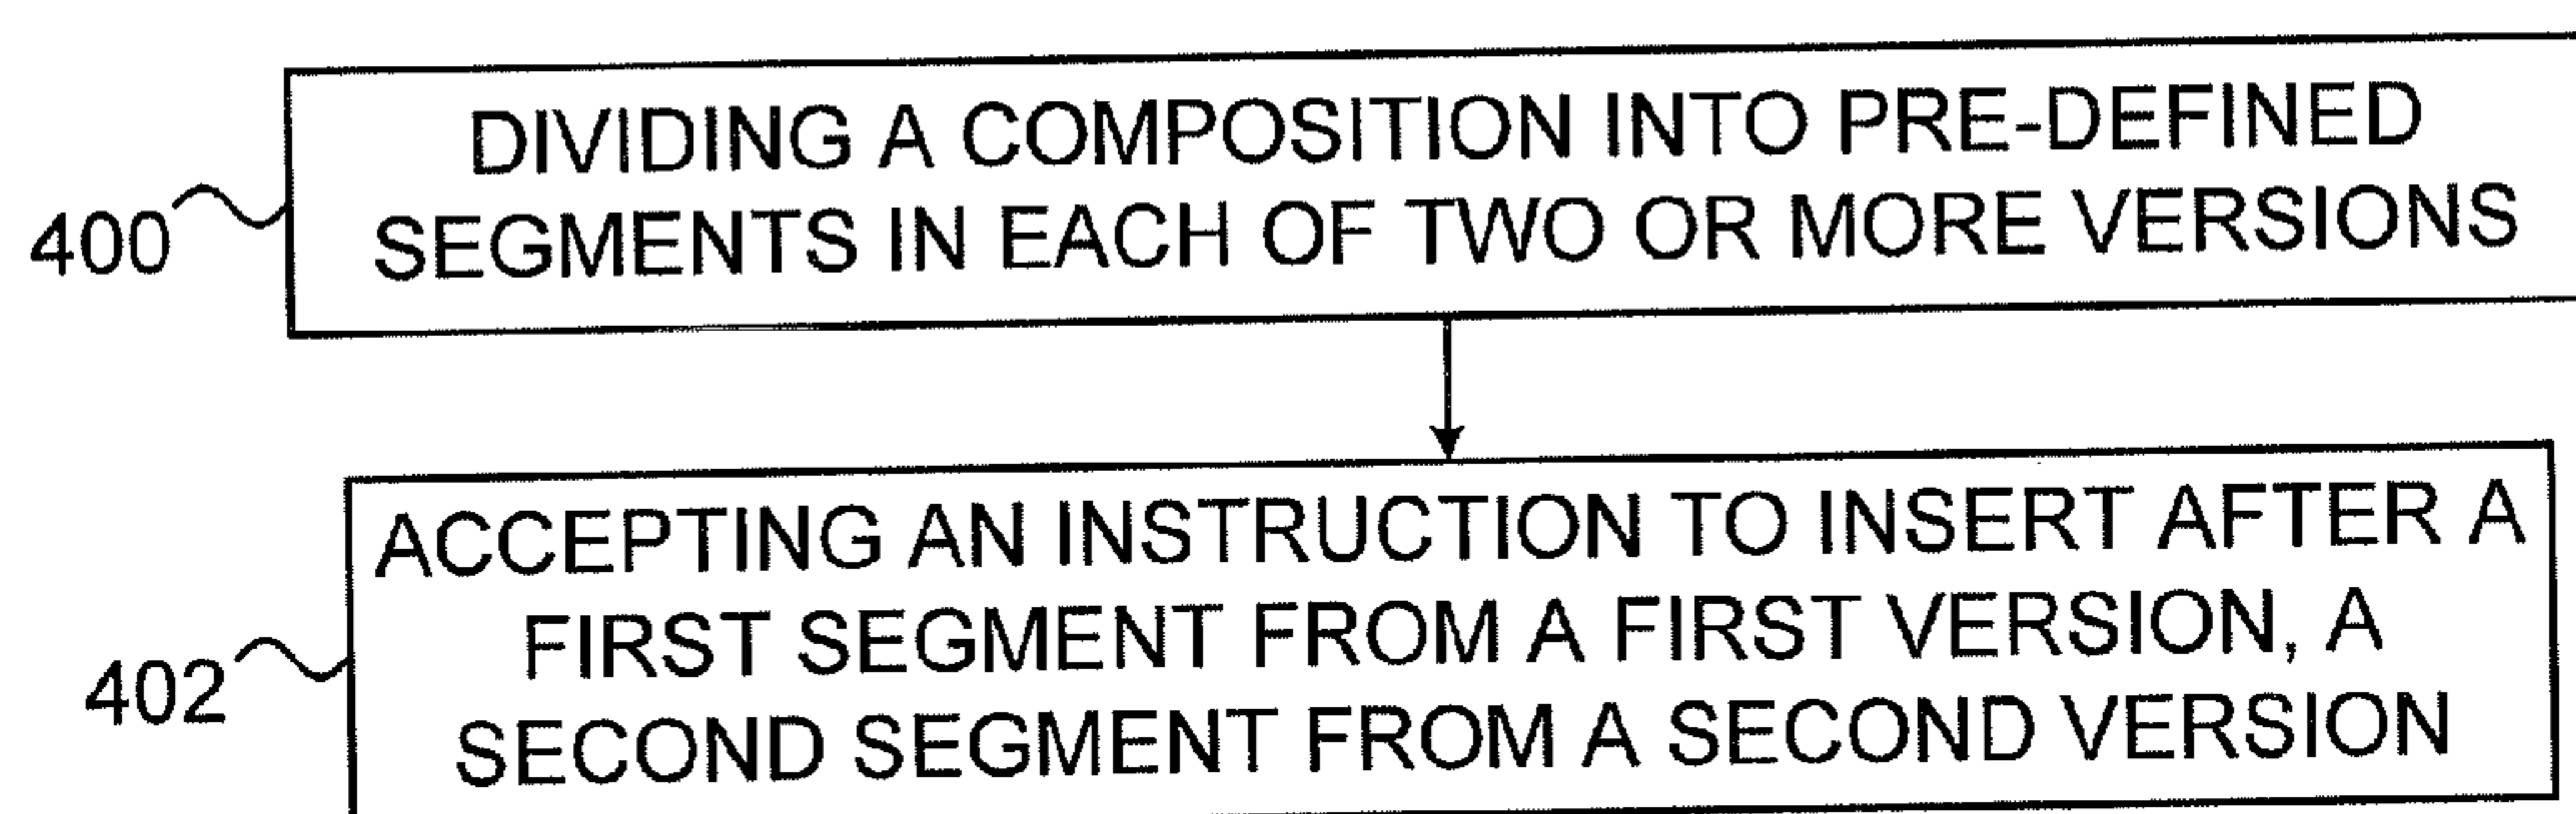 DIVIDING A COMPOSITION INTO PRE-DEFINED
400 SEGMENTS IN EACH OF TWO OR MORE VERSIONS
ACCEPTING AN INSTRUCTION TO INSERT AFTER A
FIRST SEGMENT FROM A FIRST VERSION, A
402 SECOND SEGMENT FROM A SECOND VERSION